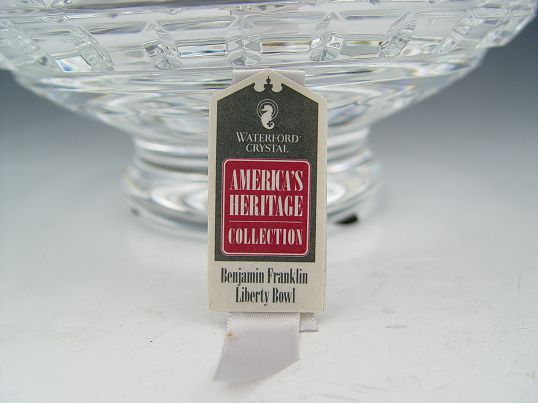 WATERFORD
CRYSTAL
AMERICA'S
HERITAGE
COLLECTION
Benjamin Franklin
Liberty Bowl